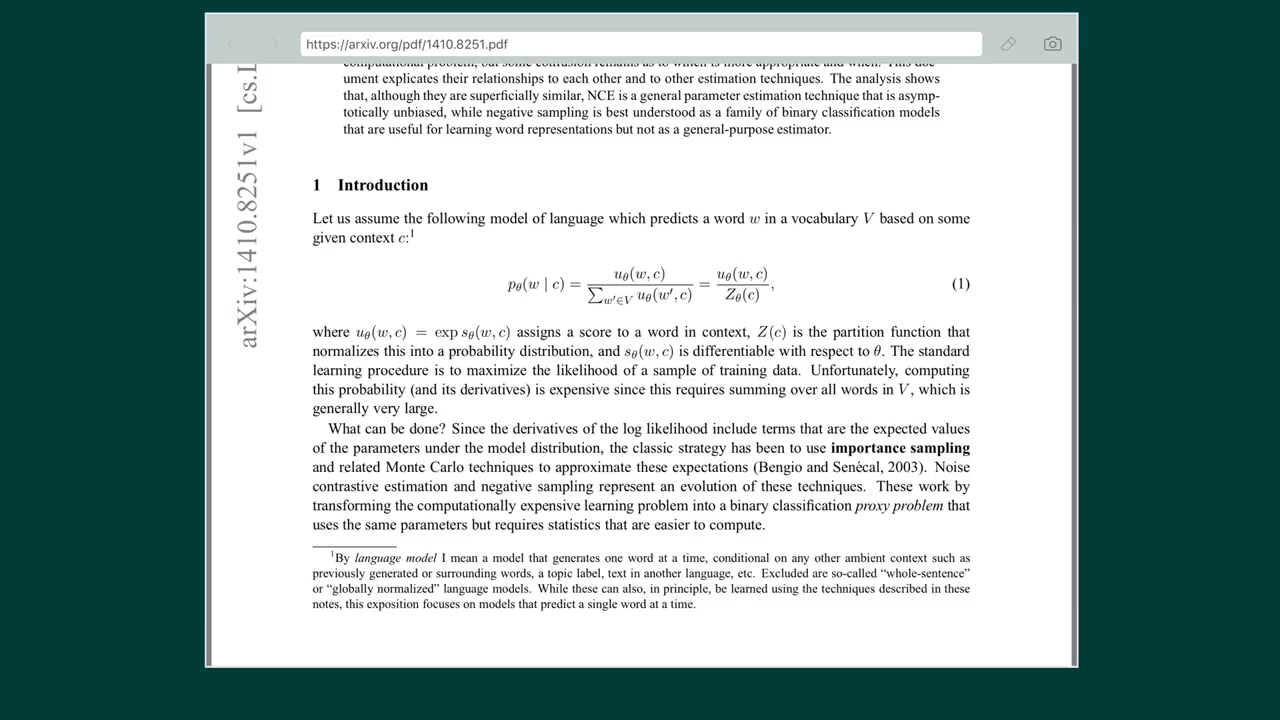 https://arxiv.org/pdf/1410.8251.pdf
arXiv:1410.8251v1 [cs.L
computational problem, but some confusion remains as to which is more appropriate and when. This doc-
ument explicates their relationships to each other and to other estimation techniques. The analysis shows
that, although they are superficially similar, NCE is a general parameter estimation technique that is asymp-
totically unbiased, while negative sampling is best understood as a family of binary classification models
that are useful for learning word representations but not as a general-purpose estimator.
1 Introduction
Let us assume the following model of language which predicts a word w in a vocabulary V based on some
given context c:¹
pθ(w | c) = uθ(w, c) / ∑w′∈V uθ(w′, c) = uθ(w, c) / Zθ(c), (1)
where uθ(w, c) = exp sθ(w, c) assigns a score to a word in context, Z(c) is the partition function that
normalizes this into a probability distribution, and sθ(w, c) is differentiable with respect to θ. The standard
learning procedure is to maximize the likelihood of a sample of training data. Unfortunately, computing
this probability (and its derivatives) is expensive since this requires summing over all words in V, which is
generally very large.
What can be done? Since the derivatives of the log likelihood include terms that are the expected values
of the parameters under the model distribution, the classic strategy has been to use importance sampling
and related Monte Carlo techniques to approximate these expectations (Bengio and Senécal, 2003). Noise
contrastive estimation and negative sampling represent an evolution of these techniques. These work by
transforming the computationally expensive learning problem into a binary classification proxy problem that
uses the same parameters but requires statistics that are easier to compute.
¹By language model I mean a model that generates one word at a time, conditional on any other ambient context such as
previously generated or surrounding words, a topic label, text in another language, etc. Excluded are so-called “whole-sentence”
or “globally normalized” language models. While these can also, in principle, be learned using the techniques described in these
notes, this exposition focuses on models that predict a single word at a time.